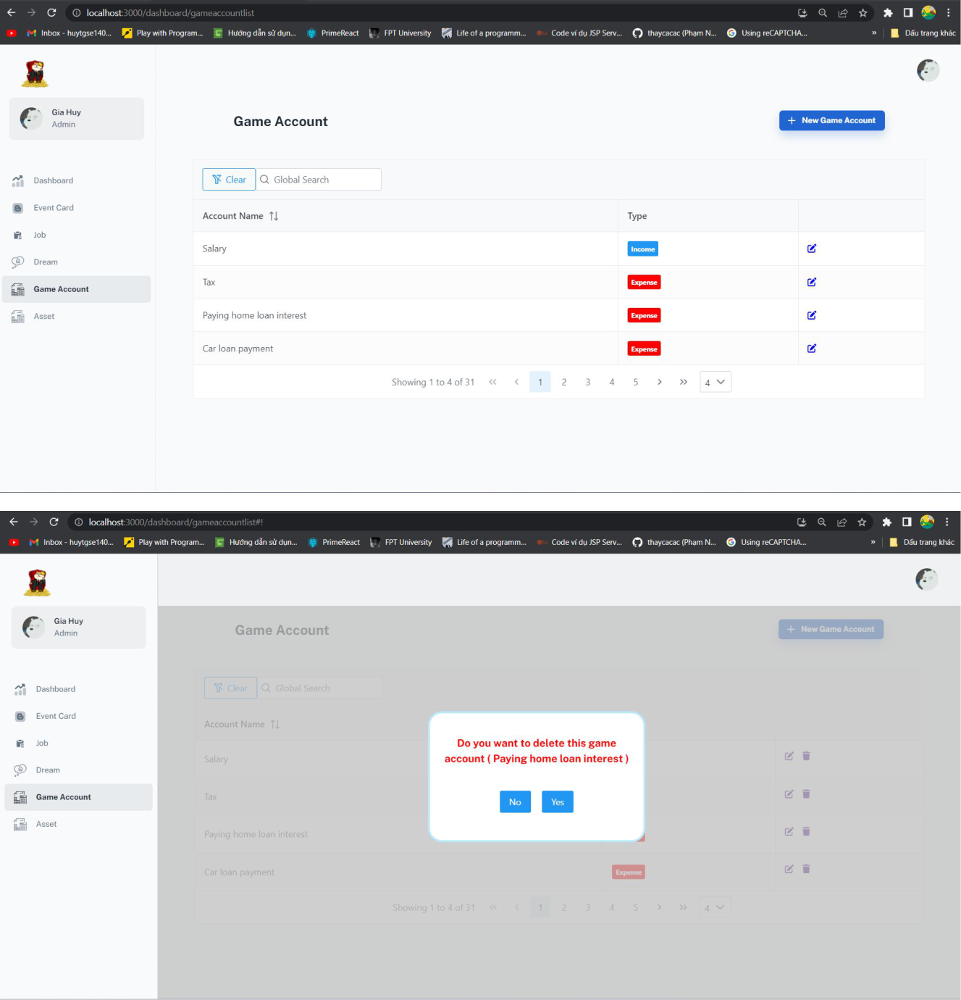 localhost:3000/dashboard/gameaccountlist
Inbox - huytgse140... Play with Program... Hướng dẫn sử dụn... PrimeReact FPT University Life of a programm... Code ví dụ JSP Serv... thaycacac (Phạm N... Using reCAPTCHA... » Dấu trang khác
Gia Huy
Admin
Game Account
+ New Game Account
Dashboard
Event Card
Job
Dream
Game Account
Asset
Clear
Global Search
Account Name Type
Salary Income
Tax Expense
Paying home loan interest Expense
Car loan payment Expense
Showing 1 to 4 of 31 << < 1 2 3 4 5 > >> 4
localhost:3000/dashboard/gameaccountlist#!
Inbox - huytgse140... Play with Program... Hướng dẫn sử dụn... PrimeReact FPT University Life of a programm... Code ví dụ JSP Serv... thaycacac (Phạm N... Using reCAPTCHA... » Dấu trang khác
Gia Huy
Admin
Game Account
+ New Game Account
Dashboard
Event Card
Job
Dream
Game Account
Asset
Clear
Global Search
Account Name
Salary
Tax
Paying home loan interest
Car loan payment Expense
Showing 1 to 4 of 31 << < 1 2 3 4 5 > >> 4
Do you want to delete this game
account ( Paying home loan interest )
No Yes